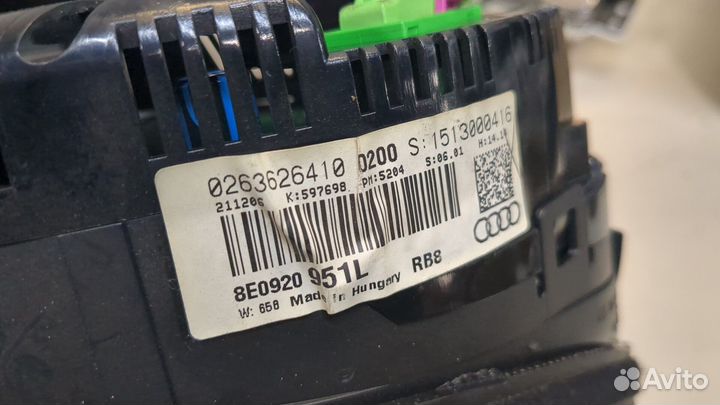 0263626410 0200 S:1513000416
211206 K:597698 PM:5204 S:06.01 H:14.10
8E0920 951L RB8
W: 658 Made in Hungary
Avito